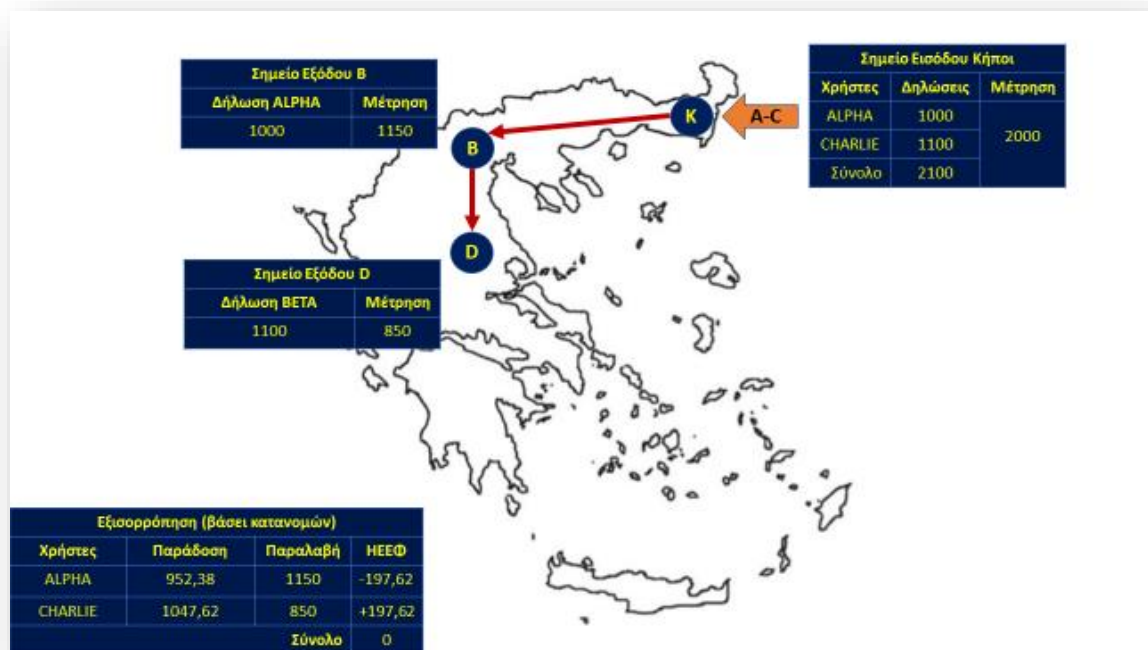 Σημείο Εξόδου Β
Δήλωση ALPHA Μέτρηση
1000 1150
Σημείο Εισόδου Κήποι
Χρήστες Δηλώσεις Μέτρηση
ALPHA 1000
2000
CHARLIE 1100
Σύνολο 2100
K
A-C
B
D
Σημείο Εξόδου D
Δήλωση BETA Μέτρηση
1100 850
Εξισορρόπηση (βάσει κατανομών)
Χρήστες Παράδοση Παραλαβή ΗΕΕΦ
ALPHA 952,38 1150 -197,62
CHARLIE 1047,62 850 +197,62
Σύνολο 0